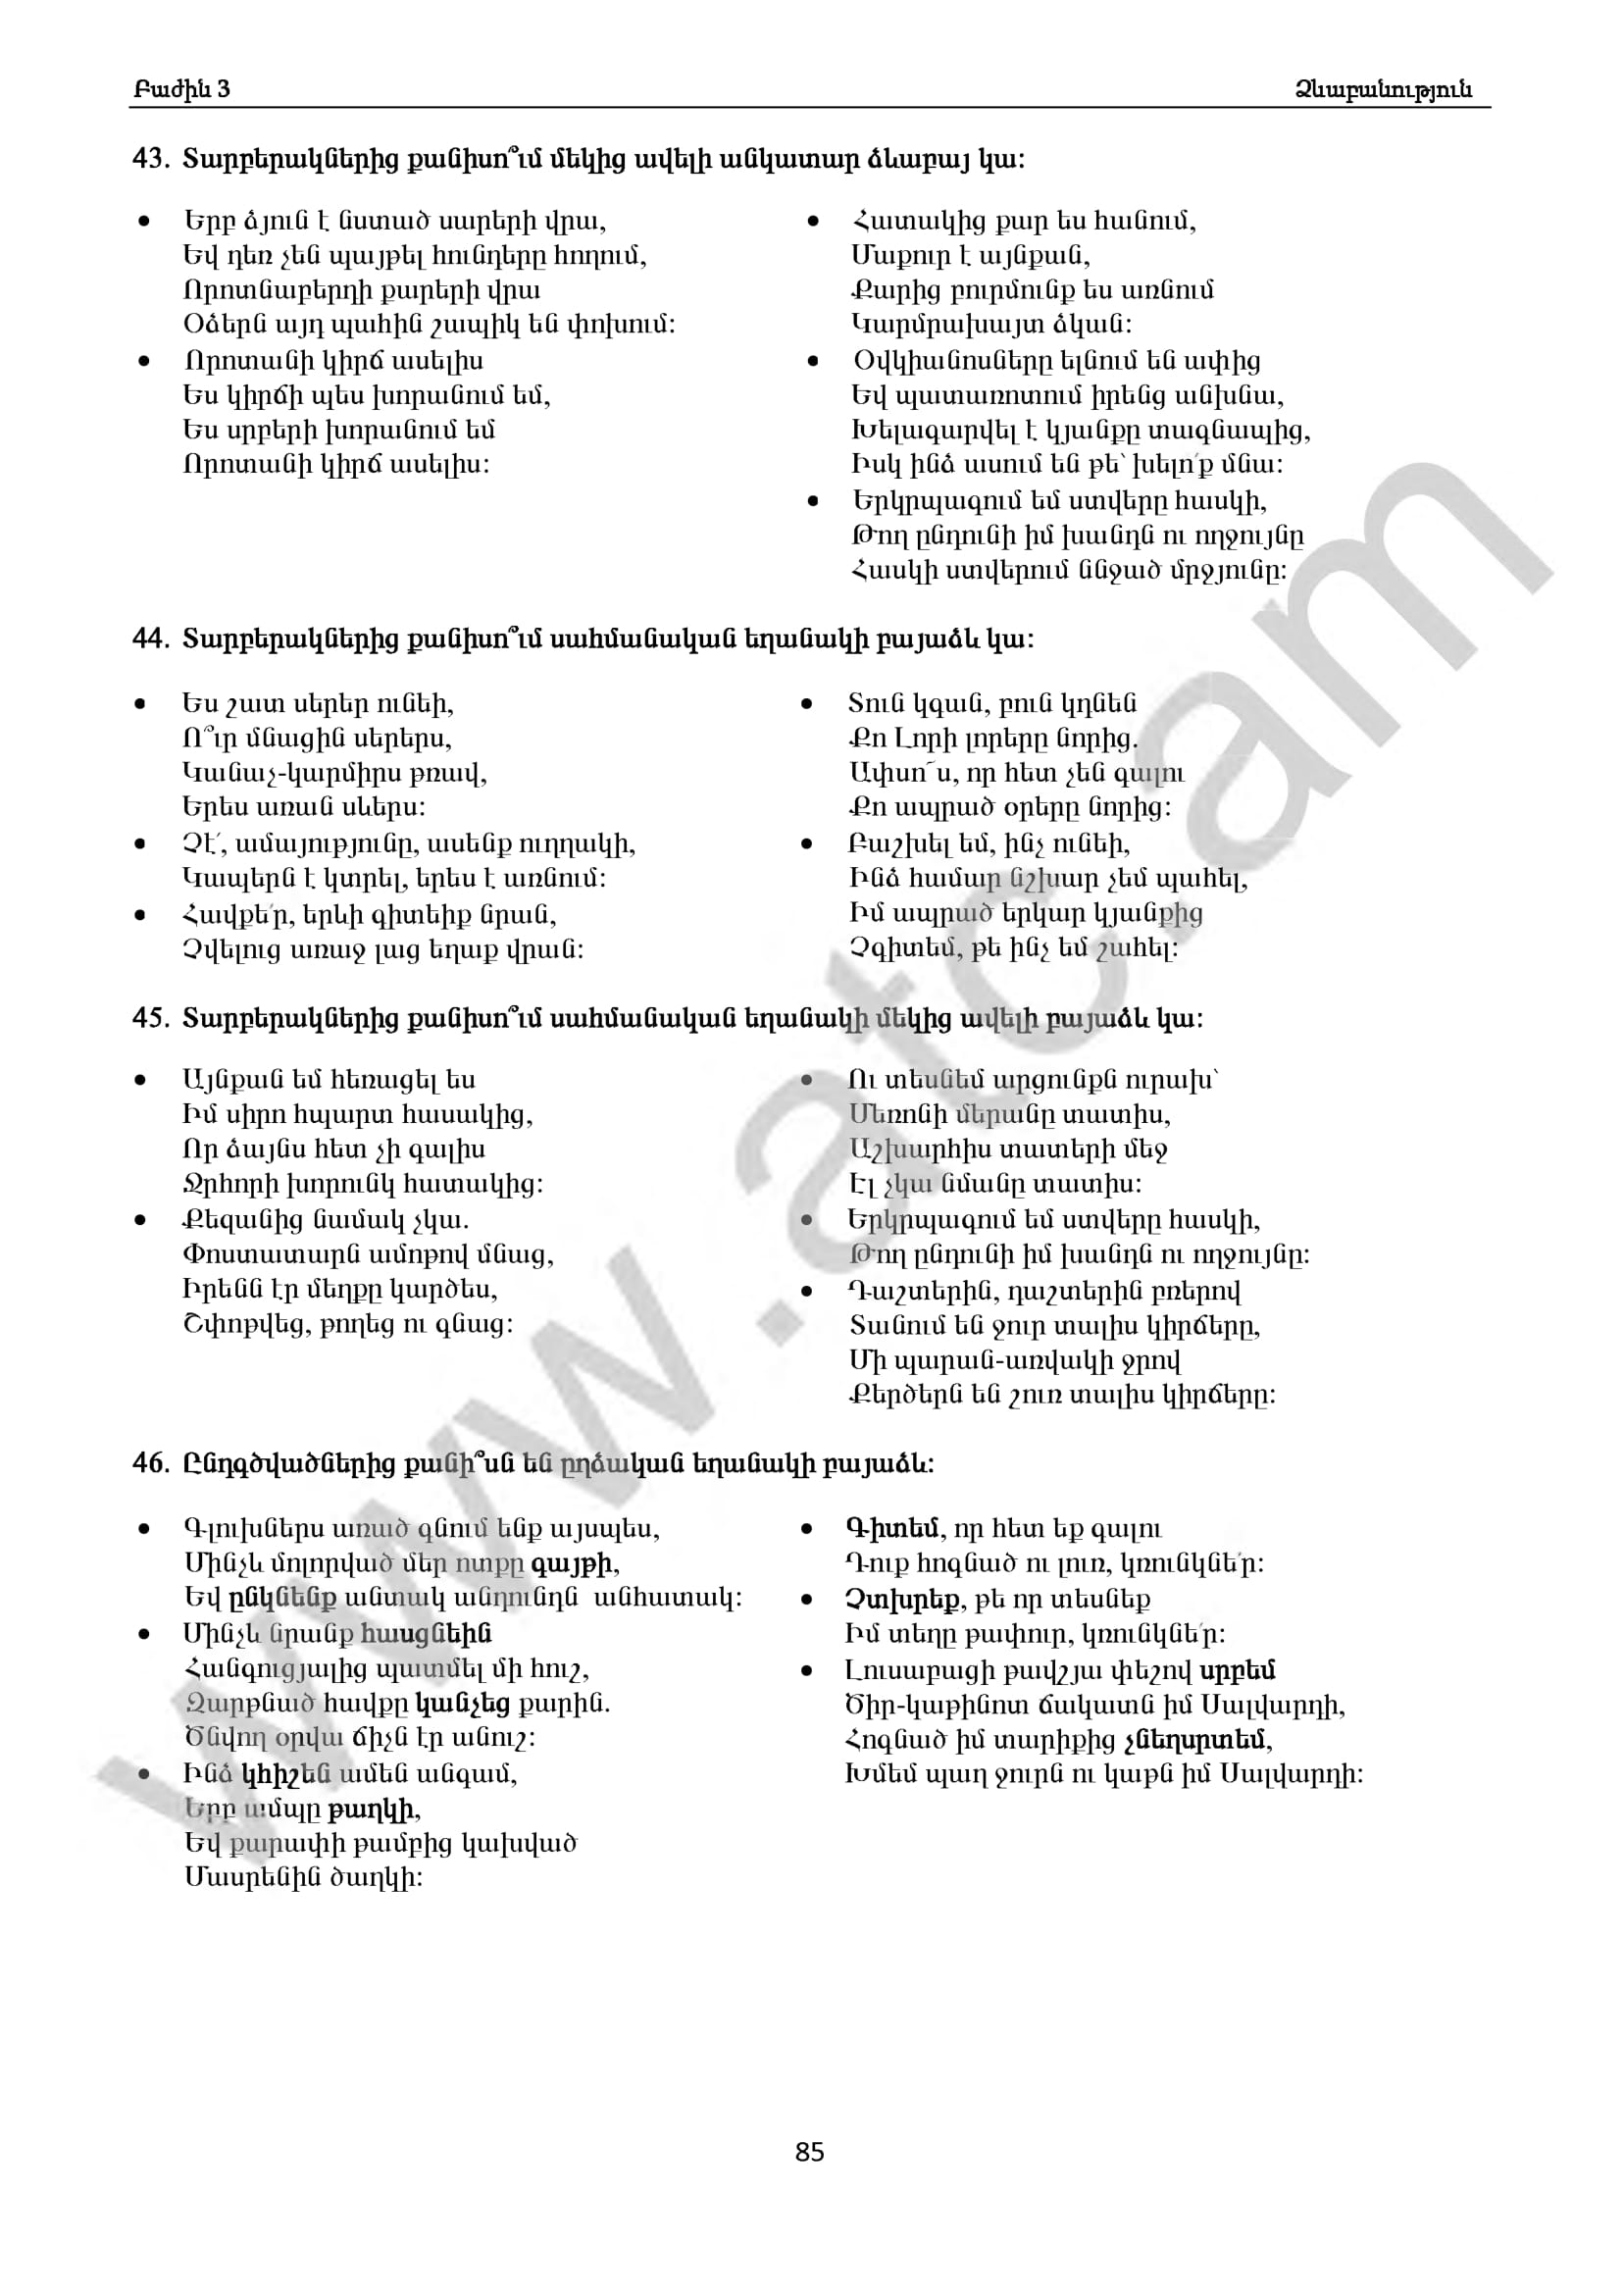 Բաժին 3
Ձևաբանություն
43. Տարբերակներից քանիսո՞ւմ մեկից ավելի անկատար ձևաբայ կա:
• Երբ ձյուն է նստած սարերի վրա,
Եվ դեռ չեն պայթել հունդերը հողում,
Որոտնաբերդի քարերի վրա
Օձերն այդ պահին շապիկ են փոխում:
• Որոտանի կիրճ ասելիս
Ես կիրճի պես խորանում եմ,
Ես սրբերի խորանում եմ
Որոտանի կիրճ ասելիս:
• Հատակից քար ես հանում,
Մաքուր է այնքան,
Քարից բուրմունք ես առնում
Կարմրախայտ ձկան:
• Օվկիանոսները ելնում են ափից
Եվ պատառոտում իրենց անխնա,
Խելագարվել է կյանքը տագնապից,
Իսկ ինձ ասում են թե՝ խելո՛ք մնա:
• Երկրպագում եմ ստվերը հասկի,
Թող ընդունի իմ խանդն ու ողջույնը
Հասկի ստվերում ննջած մրջյունը:
44. Տարբերակներից քանիսո՞ւմ սահմանական եղանակի բայաձև կա:
• Ես շատ սերեր ունեի,
Ո՞ւր մնացին սերերս,
Կանաչ-կարմիրս թռավ,
Երես առան սևերս:
• Չէ՛, ամայությունը, ասենք ուղղակի,
Կապերն է կտրել, երես է առնում:
• Հավքե՛ր, երևի գիտեիք նրան,
Չվելուց առաջ լաց եղաք վրան:
• Տուն կգան, բուն կդնեն
Քո Լորի լորերը նորից.
Ափսո՜ս, որ հետ չեն գալու
Քո ապրած օրերը նորից:
• Բաշխել եմ, ինչ ունեի,
Ինձ համար նշխար չեմ պահել,
Իմ ապրած երկար կյանքից
Չգիտեմ, թե ինչ եմ շահել:
45. Տարբերակներից քանիսո՞ւմ սահմանական եղանակի մեկից ավելի բայաձև կա:
• Այնքան եմ հեռացել ես
Իմ սիրո հպարտ հասակից,
Որ ձայնս հետ չի գալիս
Ջրհորի խորունկ հատակից:
• Քեզանից նամակ չկա.
Փոստատարն ամոթով մնաց,
Իրենն էր մեղքը կարծես,
Շփոթվեց, թողեց ու գնաց:
• Ու տեսնեմ արցունքն ուրախ՝
Մեռոնի մերանը տատիս,
Աշխարհիս տատերի մեջ
Էլ չկա նմանը տատիս:
• Երկրպագում եմ ստվերը հասկի,
Թող ընդունի իմ խանդն ու ողջույնը:
• Դաշտերին, դաշտերին բռերով
Տանում են ջուր տալիս կիրճերը,
Մի պարան-առվակի ջրով
Քերծերն են շուռ տալիս կիրճերը:
46. Ընդգծվածներից քանի՞սն են ըղձական եղանակի բայաձև:
• Գլուխներս առած գնում ենք այսպես,
Մինչև մոլորված մեր ոտքը գայթի,
Եվ ընկնենք անտակ անդունդն անհատակ:
• Մինչև նրանք հասցնեին
Հանգուցյալից պատմել մի հուշ,
Զարթնած հավքը կանչեց քարին.
Ծնվող օրվա ճիչն էր անուշ:
• Ինձ կհիշեն ամեն անգամ,
Երբ ամպը թաղկի,
Եվ քարափի թամբից կախված
Մասրենին ծաղկի:
• Գիտեմ, որ հետ եք գալու
Դուք հոգնած ու լուռ, կռունկնե՛ր:
• Չտխրեք, թե որ տեսնեք
Իմ տեղը թափուր, կռունկնե՛ր:
• Լուսաբացի թավշյա փեշով սրբեմ
Ծիր-կաթինոտ ճակատն իմ Սալվարդի,
Հոգնած իմ տարիքից չնեղսրտեմ,
Խմեմ պաղ ջուրն ու կաթն իմ Սալվարդի:
www.atc.am
85